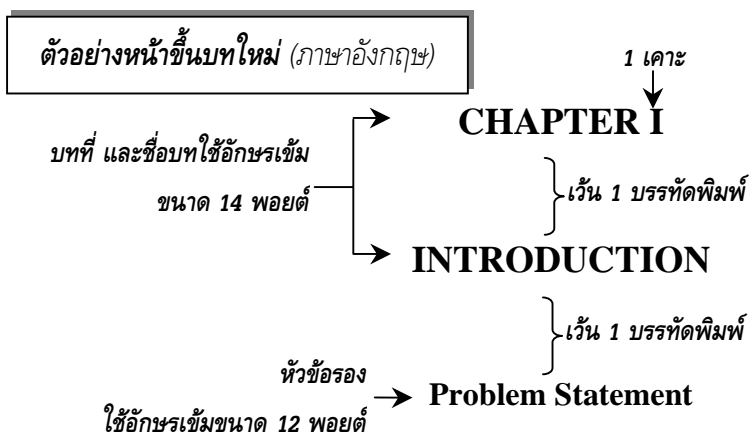 ตัวอย่างหน้าขึ้นบทใหม่ (ภาษาอังกฤษ)
1 เคาะ
CHAPTER I
บทที่ และชื่อบทใช้อักษรเข้ม
ขนาด 14 พอยต์
เว้น 1 บรรทัดพิมพ์
INTRODUCTION
เว้น 1 บรรทัดพิมพ์
หัวข้อรอง
ใช้อักษรเข้มขนาด 12 พอยต์
Problem Statement